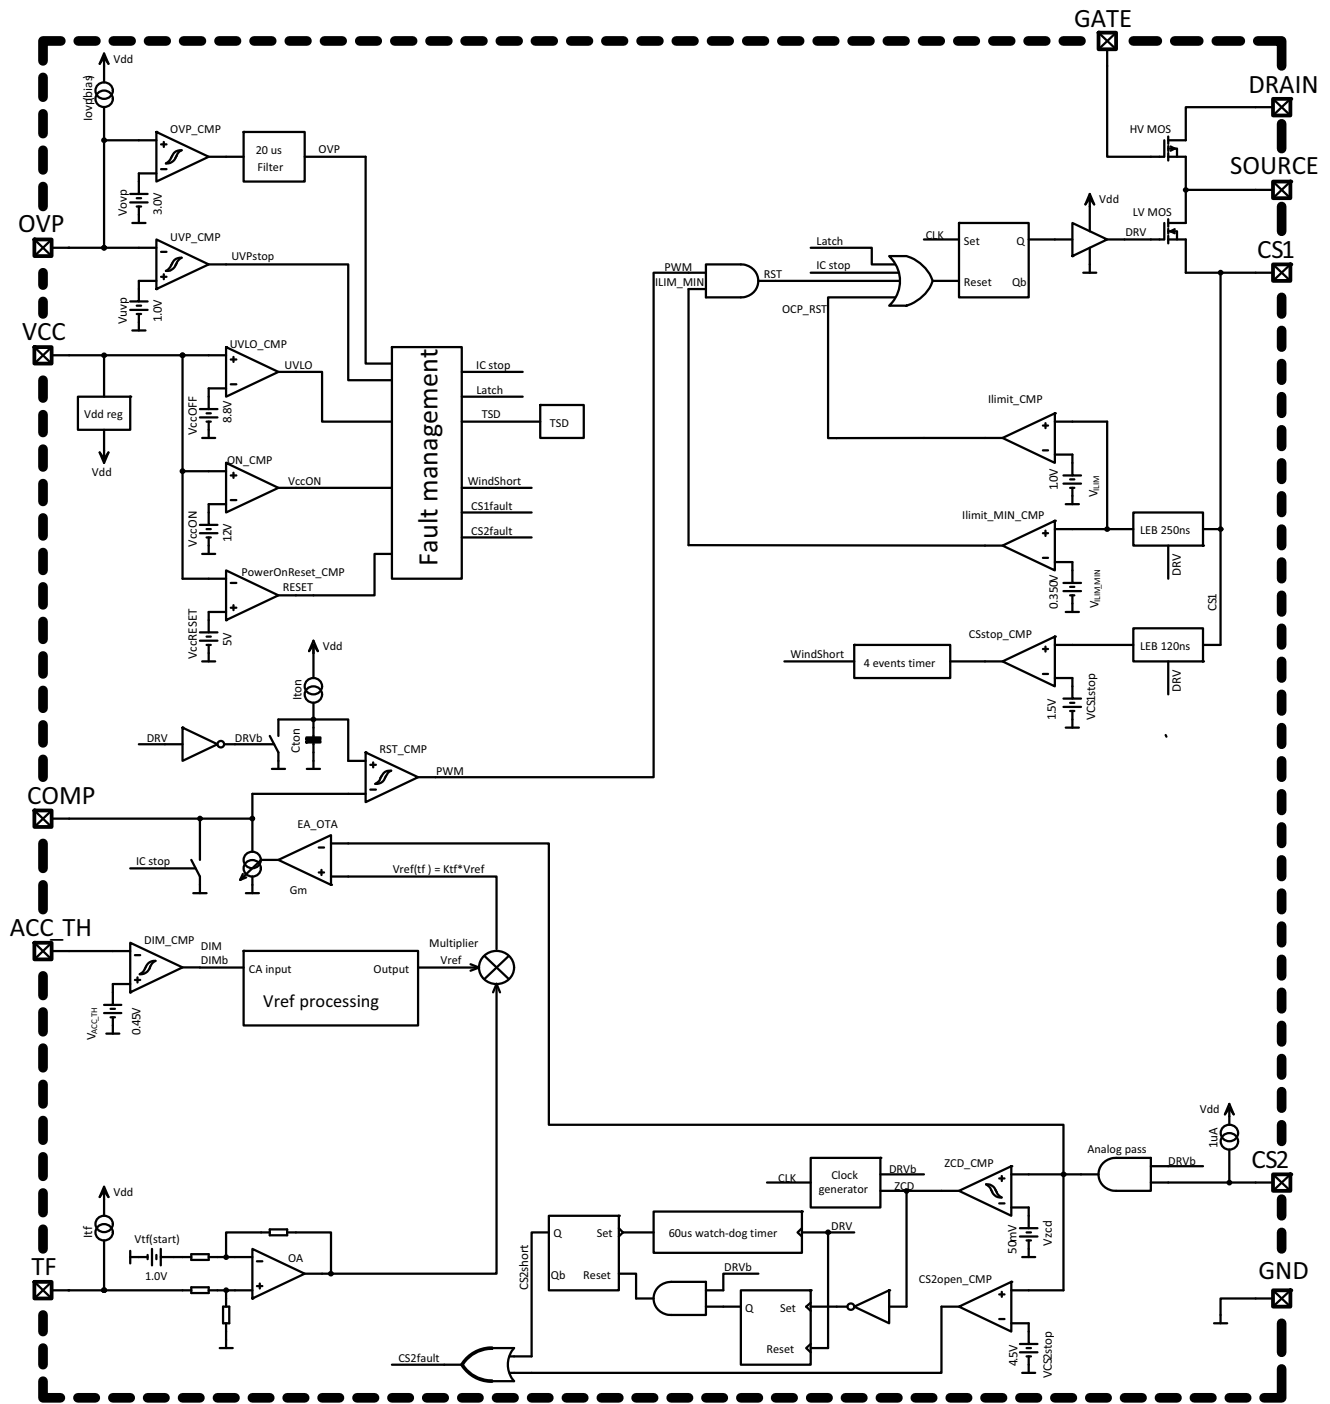 GATE
Vdd
DRAIN
Iovp(bias)
OVP_CMP
HV MOS
20 us
Filter
OVP
SOURCE
Vovp
3.0V
Vdd
LV MOS
OVP
UVP_CMP
CLK
Set
Q
DRV
CS1
Latch
UVPstop
IC stop
PWM
ILIM_MIN
RST
Reset
Qb
Vuvp
1.0V
OCP_RST
VCC
UVLO_CMP
UVLO
IC stop
VccOFF
8.8V
Latch
Vdd reg
TSD
TSD
Ilimit_CMP
Fault management
Vdd
ON_CMP
VccON
WindShort
1.0V
VILIM
CS1fault
Ilimit_MIN_CMP
VccON
12V
CS2fault
LEB 250ns
DRV
PowerOnReset_CMP
RESET
0.350V
VILIM_MIN
CS1
VccRESET
5V
Vdd
CSstop_CMP
LEB 120ns
WindShort
4 events timer
DRV
Iton
1.5V
VCS1stop
DRV
DRVb
Cton
RST_CMP
PWM
COMP
EA_OTA
IC stop
Vref(tf ) = Ktf*Vref
Gm
ACC_TH
DIM_CMP
DIM
DIMb
Multiplier
Vref
CA input
Output
Vref processing
VACC_TH
0.45V
Vdd
1uA
Analog pass
DRVb
CS2
ZCD_CMP
DRVb
Clock
generator
CLK
ZCD
Vdd
Itf
Vtf(start)
1.0V
50mV
Vzcd
Q
Set
60us watch-dog timer
DRV
OA
TF
CS2short
Qb
Reset
DRVb
CS2open_CMP
GND
Q
Set
Reset
4.5V
VCS2stop
CS2fault